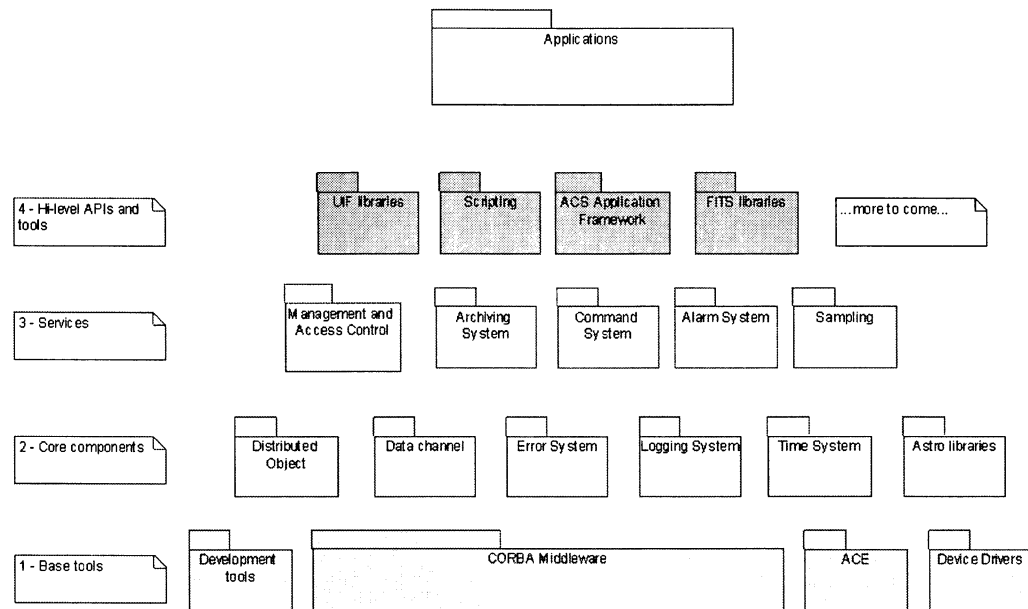 Applications
4 - Hi-level APIs and
tools
UIF libraries
Scripting
ACS Application
Framework
FITS libraries
...more to come...
3 - Services
Management and
Access Control
Archiving
System
Command
System
Alarm System
Sampling
2 - Core components
Distributed
Object
Data channel
Error System
Logging System
Time System
Astro libraries
1 - Base tools
Development
tools
CORBA Middleware
ACE
Device Drivers